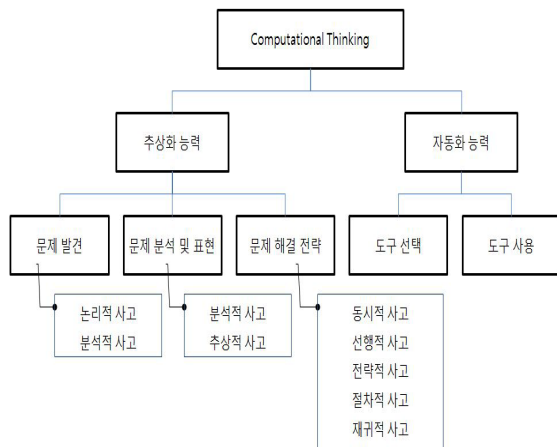 Computational Thinking
추상화 능력
자동화 능력
문제 발견
문제 분석 및 표현
문제 해결 전략
도구 선택
도구 사용
논리적 사고
분석적 사고
분석적 사고
추상적 사고
동시적 사고
선행적 사고
전략적 사고
절차적 사고
재귀적 사고